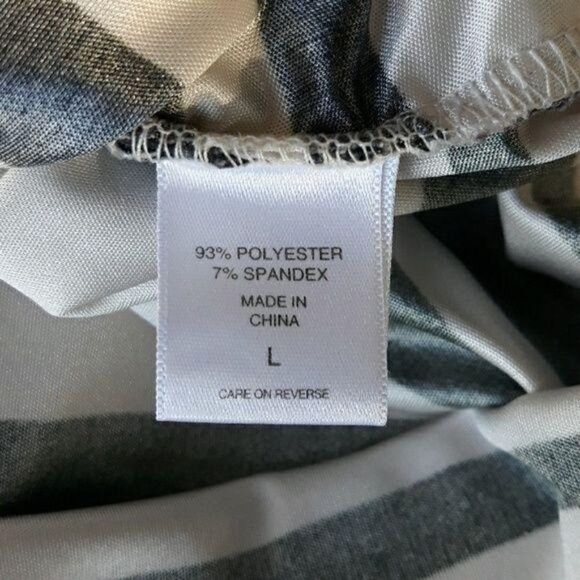 93% POLYESTER
7% SPANDEX
MADE IN
CHINA
L
CARE ON REVERSE